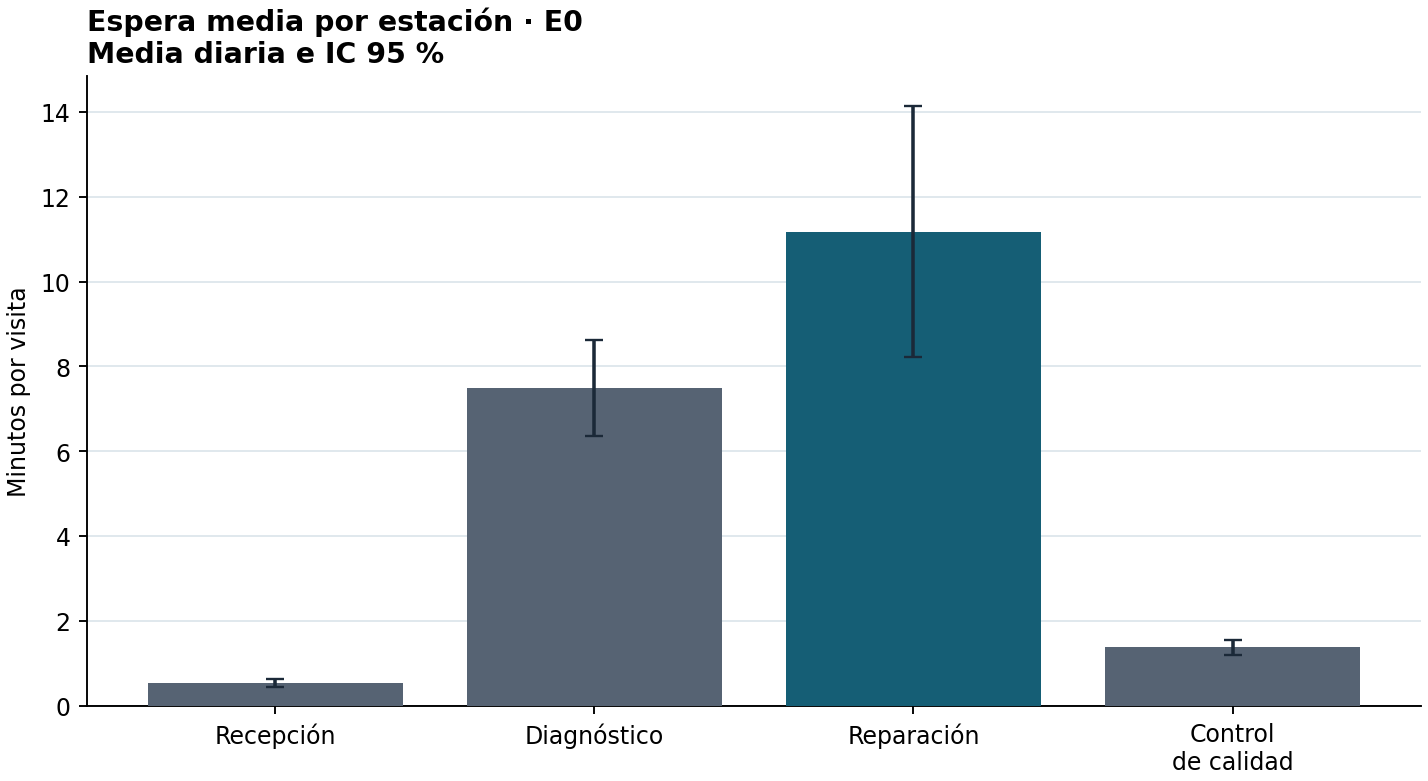 Espera media por estación · E0
Media diaria e IC 95 %
Minutos por visita
14
12
10
8
6
4
2
0
Recepción
Diagnóstico
Reparación
Control
de calidad